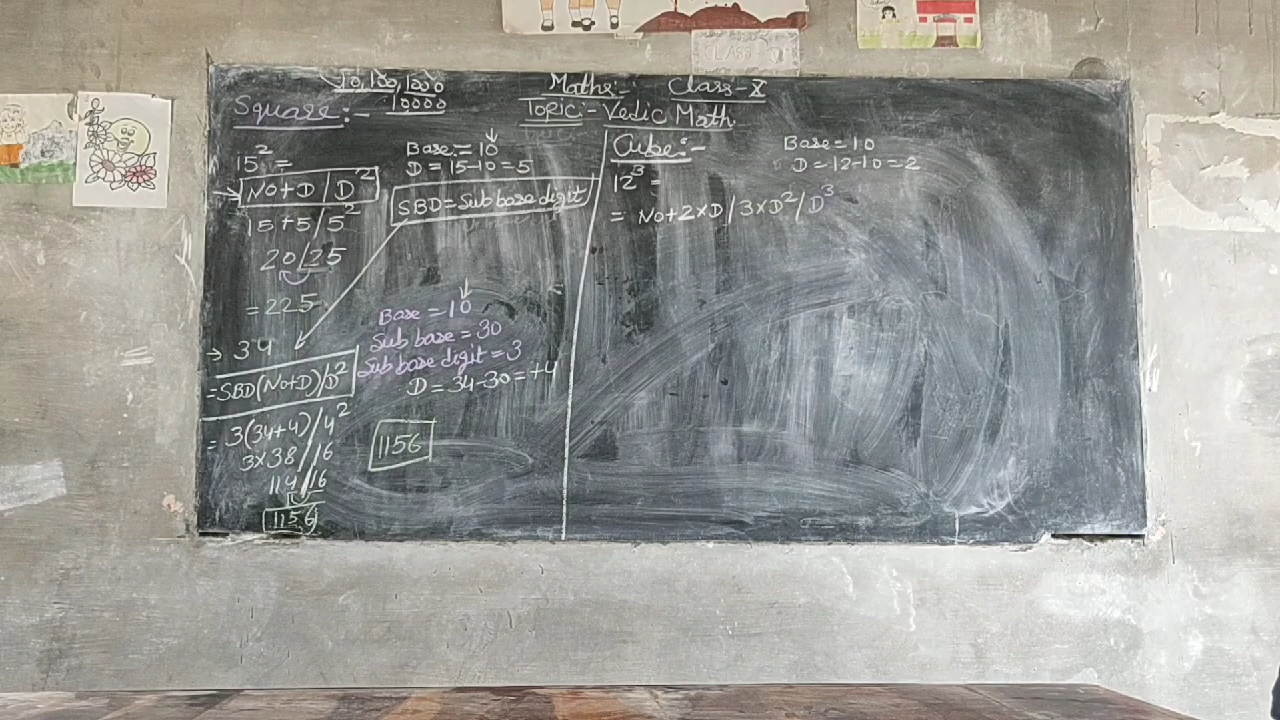 CLASS
10,100,1000
10000
Maths:- Class-X
Topic:- Vedic Math
Square:-
15² =
Base:= 10
D = 15-10=5
No+D / D²
SBD=Sub base digit
15+5/5²
20/25
=225
→ 34
Base = 10
Sub base = 30
Sub base digit = 3
D = 34-30=+4
=SBD(No+D)/D²
= 3(34+4)/4²
3×38/16
114/16
1156
1156
Cube:-
Base=10
D=12-10=2
12³=
= No+2×D/3×D²/D³